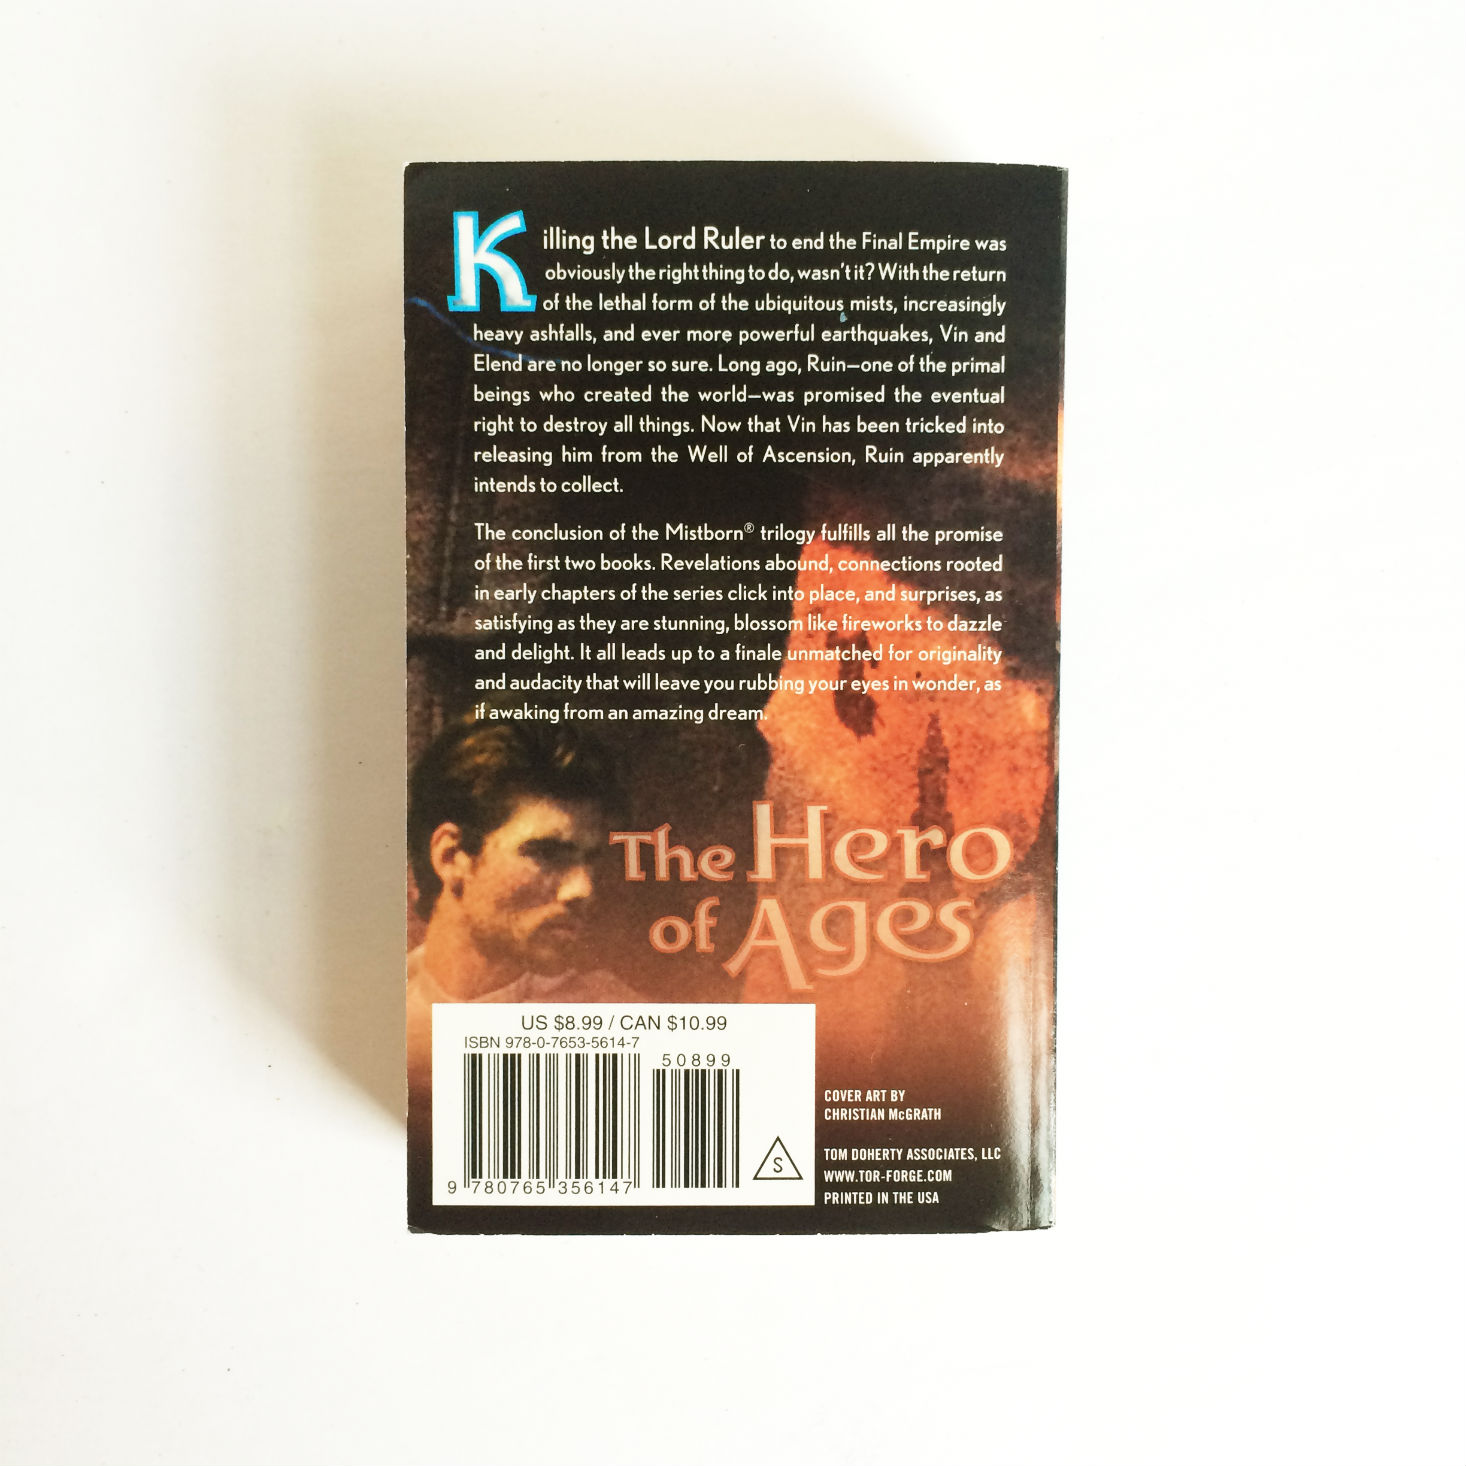 Killing the Lord Ruler to end the Final Empire was
obviously the right thing to do, wasn't it? With the return
of the lethal form of the ubiquitous mists, increasingly
heavy ashfalls, and ever more powerful earthquakes, Vin and
Elend are no longer so sure. Long ago, Ruin—one of the primal
beings who created the world—was promised the eventual
right to destroy all things. Now that Vin has been tricked into
releasing him from the Well of Ascension, Ruin apparently
intends to collect.
The conclusion of the Mistborn® trilogy fulfills all the promise
of the first two books. Revelations abound, connections rooted
in early chapters of the series click into place, and surprises, as
satisfying as they are stunning, blossom like fireworks to dazzle
and delight. It all leads up to a finale unmatched for originality
and audacity that will leave you rubbing your eyes in wonder, as
if awaking from an amazing dream.
The Hero
of Ages
US $8.99 / CAN $10.99
ISBN 978-0-7653-5614-7
50899
9 780765 356147
S
COVER ART BY
CHRISTIAN McGRATH
TOM DOHERTY ASSOCIATES, LLC
WWW.TOR-FORGE.COM
PRINTED IN THE USA